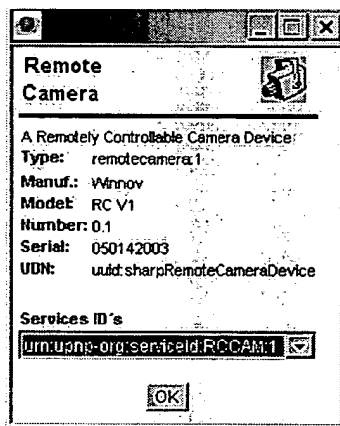 Remote
Camera
A Remotely Controllable Camera Device
Type: remotecamera:1
Manuf.: Winnov
Model: RC V1
Number: 0.1
Serial: 050142003
UDN: uuid:sharpRemoteCameraDevice
Services ID's
urn:upnp-org:serviceId:RCCAM:1
OK